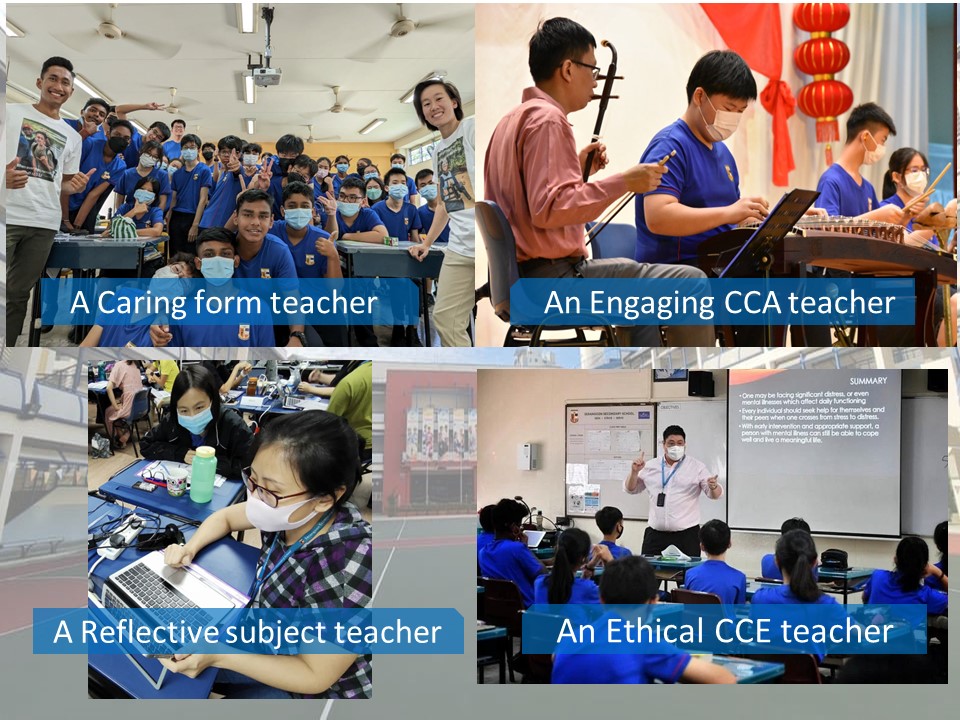 A Caring form teacher
An Engaging CCA teacher
SUMMARY
One may be facing significant distress, or even
mental illnesses which affect daily functioning
Every individual should seek help for themselves and
their peers when one crosses from stress to distress.
With early intervention and appropriate support, a
person with mental illness can still be able to cope
well and live a meaningful life.
A Reflective subject teacher
An Ethical CCE teacher